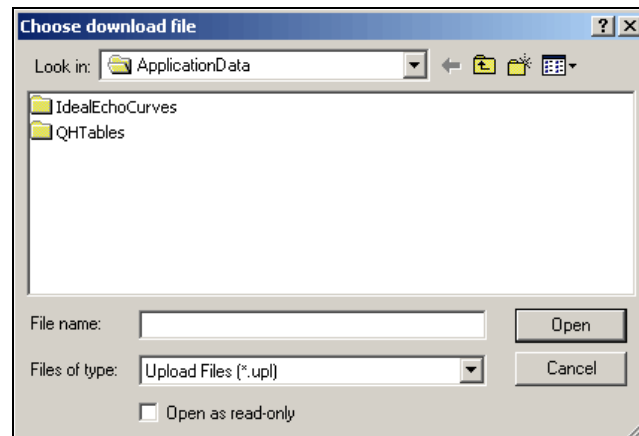 Choose download file
Look in: ApplicationData
IdealEchoCurves
QHTables
File name: Open
Files of type: Upload Files (*.upl) Cancel
Open as read-only